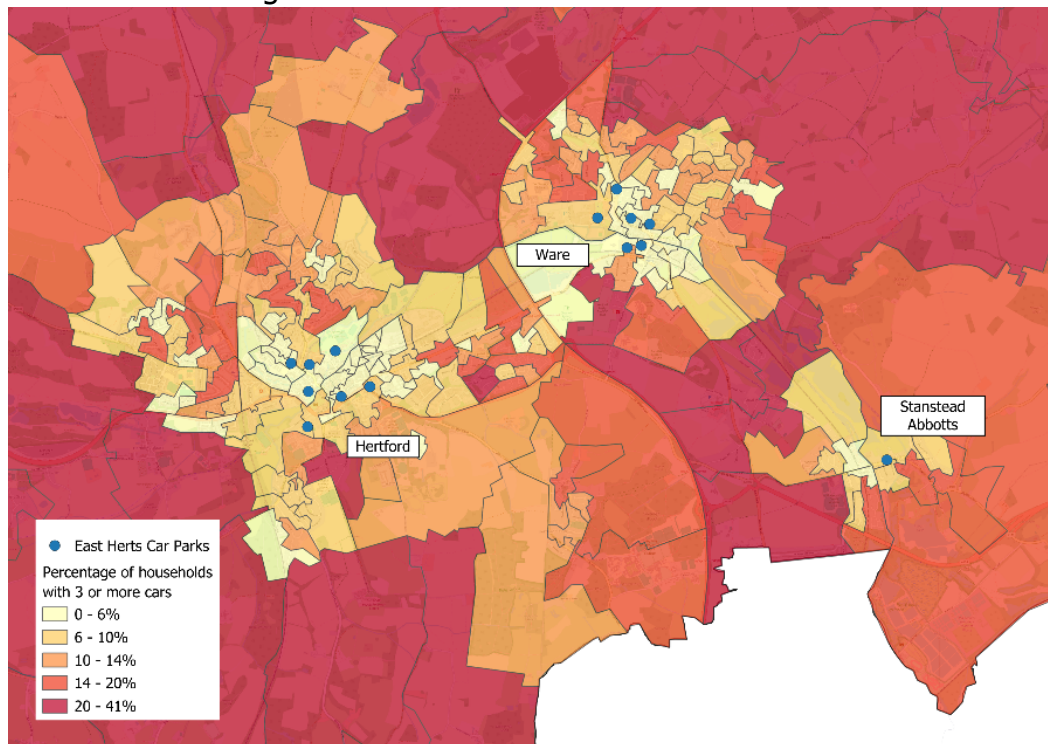 Ware
Stanstead
Abbotts
Hertford
East Herts Car Parks
Percentage of households
with 3 or more cars
0 - 6%
6 - 10%
10 - 14%
14 - 20%
20 - 41%